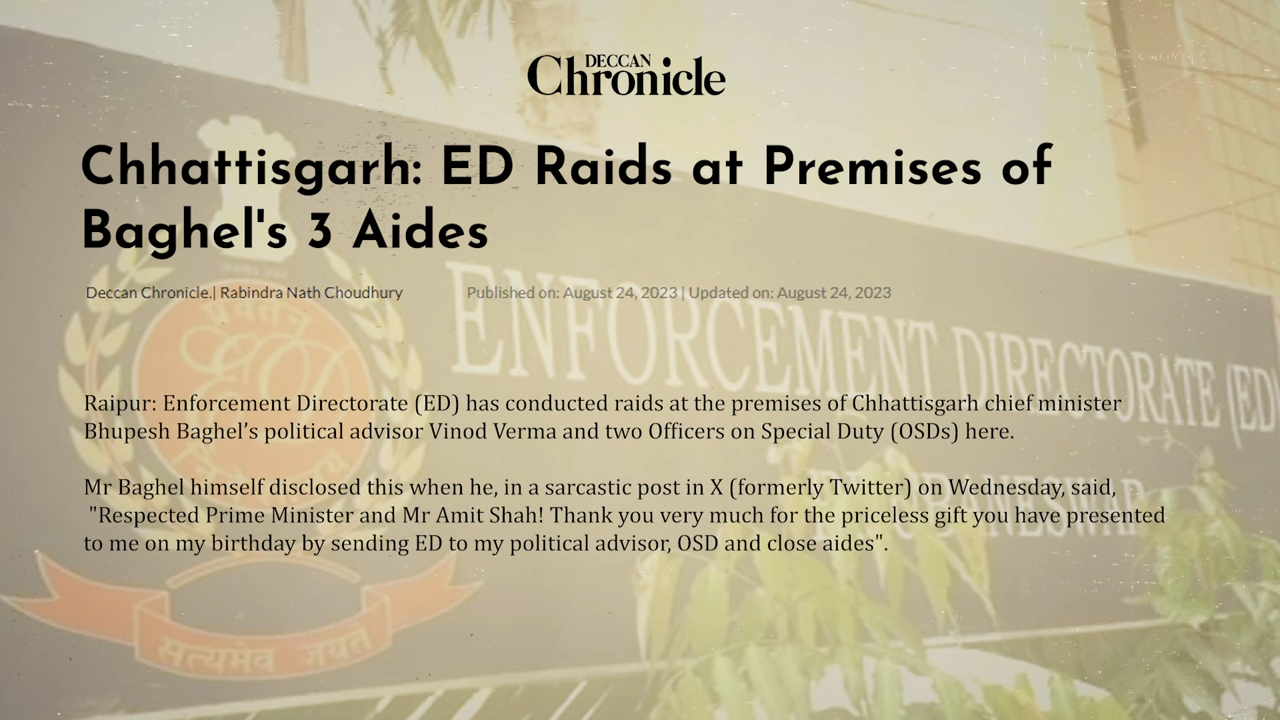 DECCAN
Chronicle
Chhattisgarh: ED Raids at Premises of
Baghel's 3 Aides
Deccan Chronicle.| Rabindra Nath Choudhury
Published on: August 24, 2023 | Updated on: August 24, 2023
प्रवर्तन
ENFORCEMENT DIRECTORATE (ED)
Raipur: Enforcement Directorate (ED) has conducted raids at the premises of Chhattisgarh chief minister
Bhupesh Baghel’s political advisor Vinod Verma and two Officers on Special Duty (OSDs) here.
Mr Baghel himself disclosed this when he, in a sarcastic post in X (formerly Twitter) on Wednesday, said,
"Respected Prime Minister and Mr Amit Shah! Thank you very much for the priceless gift you have presented
to me on my birthday by sending ED to my political advisor, OSD and close aides".
सत्यमेव जयते